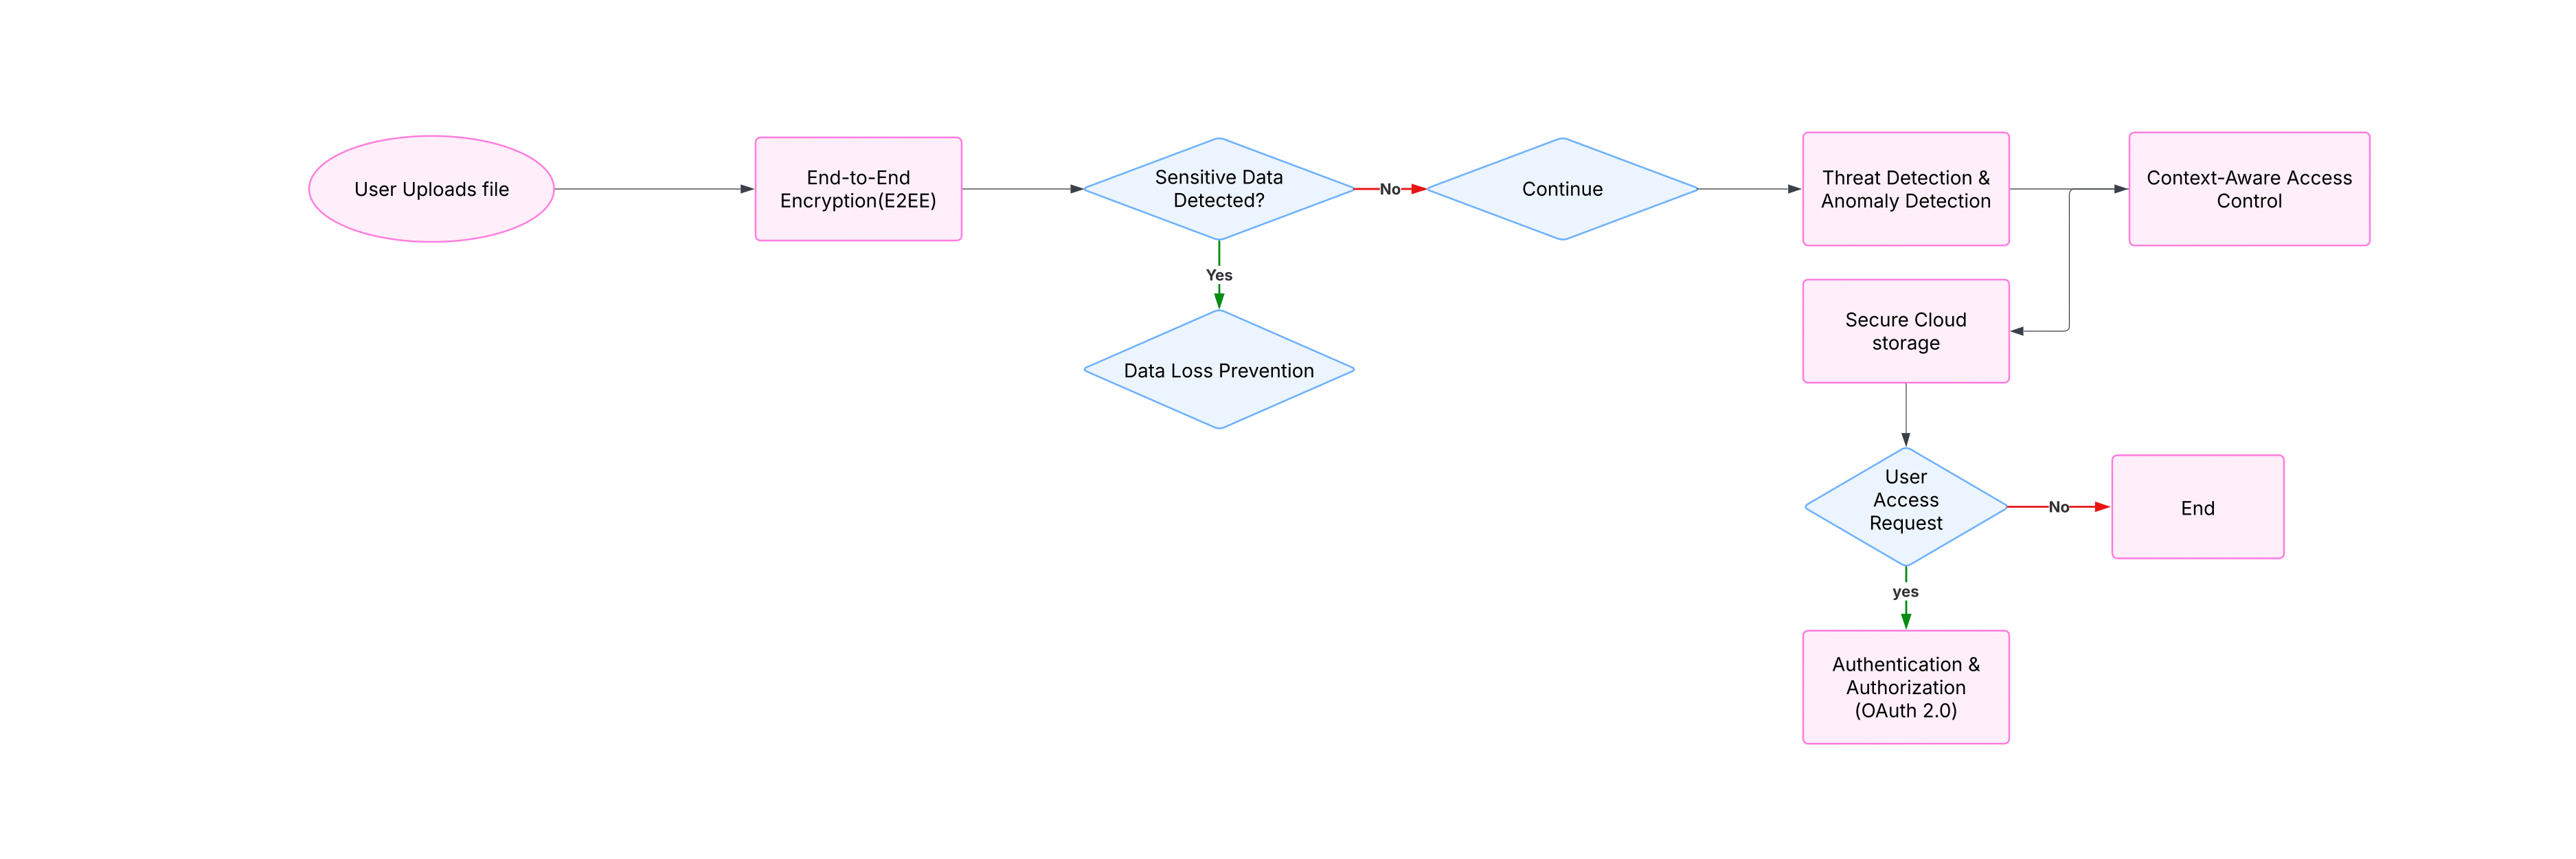 User Uploads file
End-to-End
Encryption(E2EE)
Sensitive Data
Detected?
No
Continue
Threat Detection &
Anomaly Detection
Context-Aware Access
Control
Yes
Data Loss Prevention
Secure Cloud
storage
User
Access
Request
No
End
yes
Authentication &
Authorization
(OAuth 2.0)